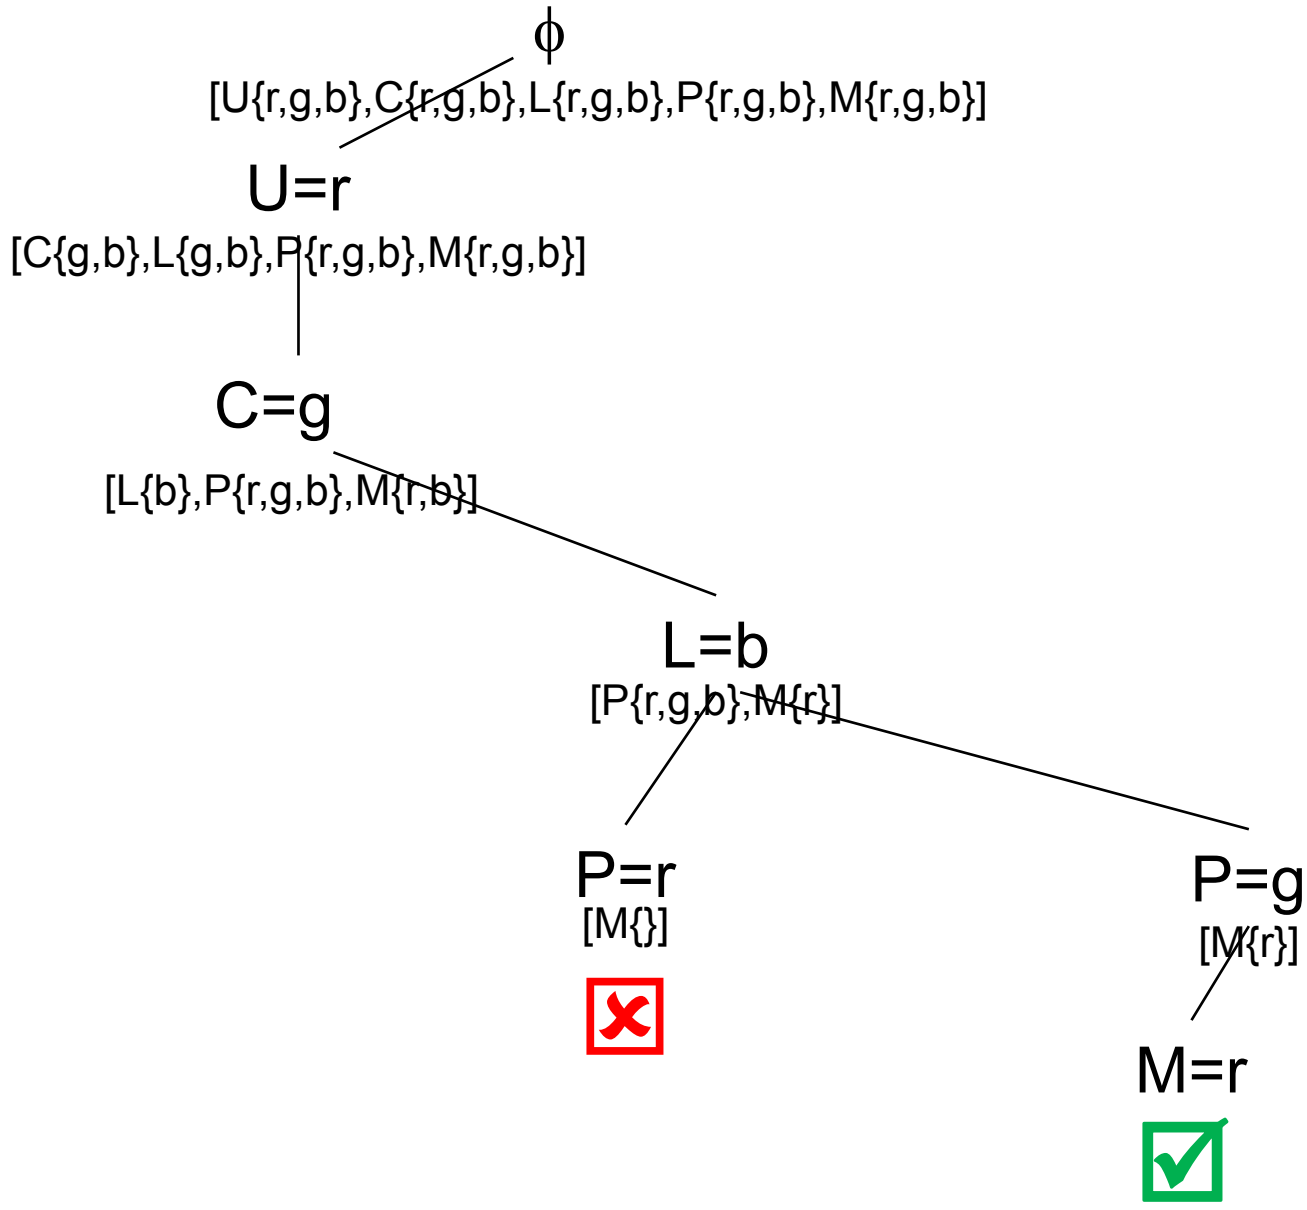 ϕ
[U{r,g,b},C{r,g,b},L{r,g,b},P{r,g,b},M{r,g,b}]
U=r
[C{g,b},L{g,b},P{r,g,b},M{r,g,b}]
C=g
[L{b},P{r,g,b},M{r,b}]
L=b
[P{r,g,b},M{r}]
P=r
[M{}]
P=g
[M{r}]
M=r